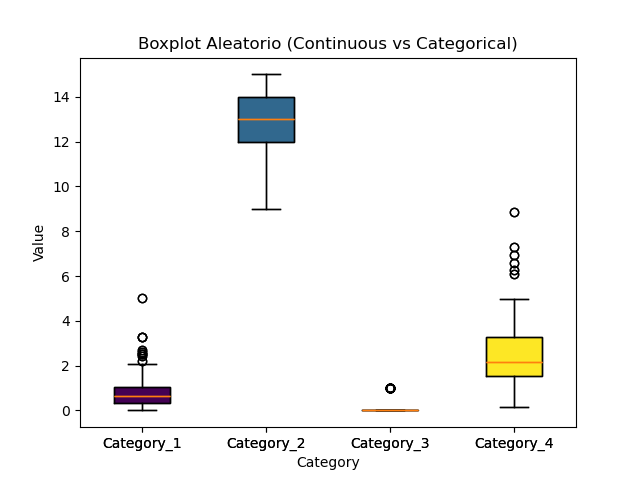 Boxplot Aleatorio (Continuous vs Categorical)
14
12
10
8
6
4
2
0
Value
Category_1 Category_2 Category_3 Category_4
Category